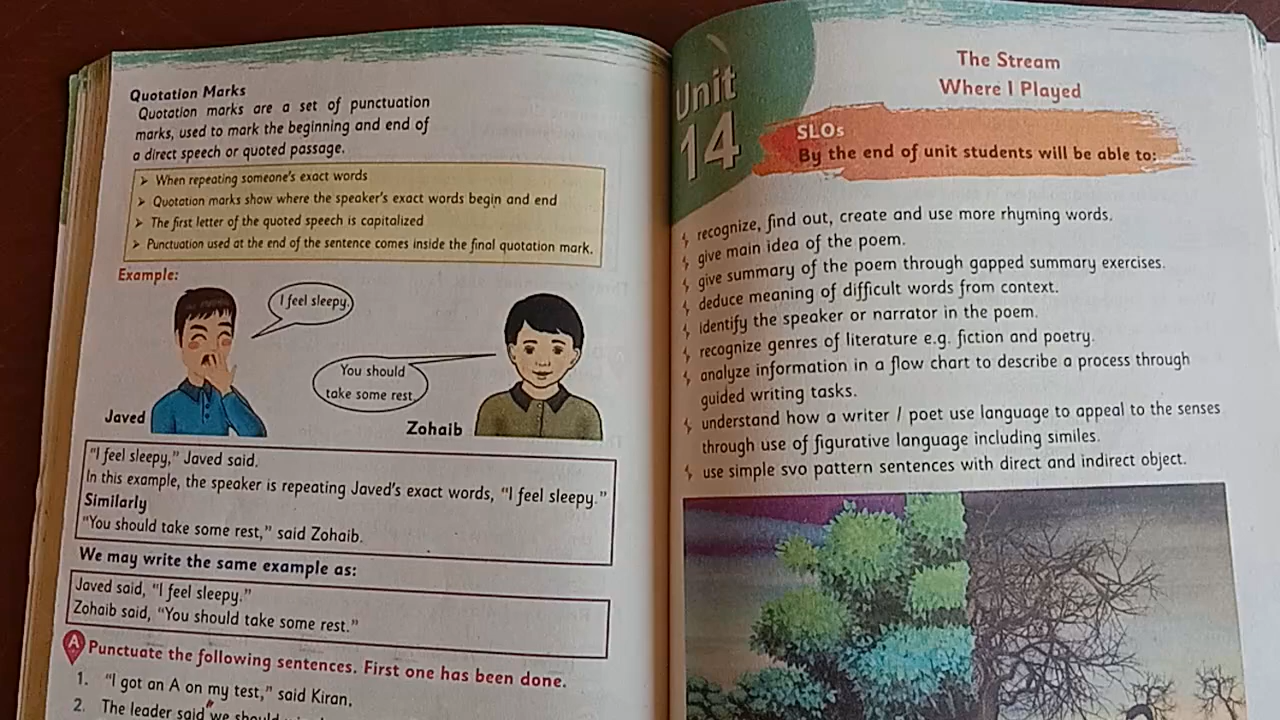 Quotation Marks
Quotation marks are a set of punctuation
marks, used to mark the beginning and end of
a direct speech or quoted passage.
➢ When repeating someone's exact words
➢ Quotation marks show where the speaker's exact words begin and end
➢ The first letter of the quoted speech is capitalized
➢ Punctuation used at the end of the sentence comes inside the final quotation mark.
Example:
I feel sleepy.
You should
take some rest
Javed
Zohaib
"I feel sleepy," Javed said.
In this example, the speaker is repeating Javed's exact words, "I feel sleepy."
Similarly
"You should take some rest," said Zohaib.
We may write the same example as:
Javed said, "I feel sleepy."
Zohaib said, "You should take some rest."
A Punctuate the following sentences. First one has been done.
1. "I got an A on my test," said Kiran,
2. The leader said "we should
Unit
14
The Stream
Where I Played
SLOs
By the end of unit students will be able to:
recognize, find out, create and use more rhyming words.
give main idea of the poem.
give summary of the poem through gapped summary exercises.
deduce meaning of difficult words from context.
identify the speaker or narrator in the poem.
recognize genres of literature e.g. fiction and poetry.
analyze information in a flow chart to describe a process through
guided writing tasks.
understand how a writer / poet use language to appeal to the senses
through use of figurative language including similes.
use simple svo pattern sentences with direct and indirect object.